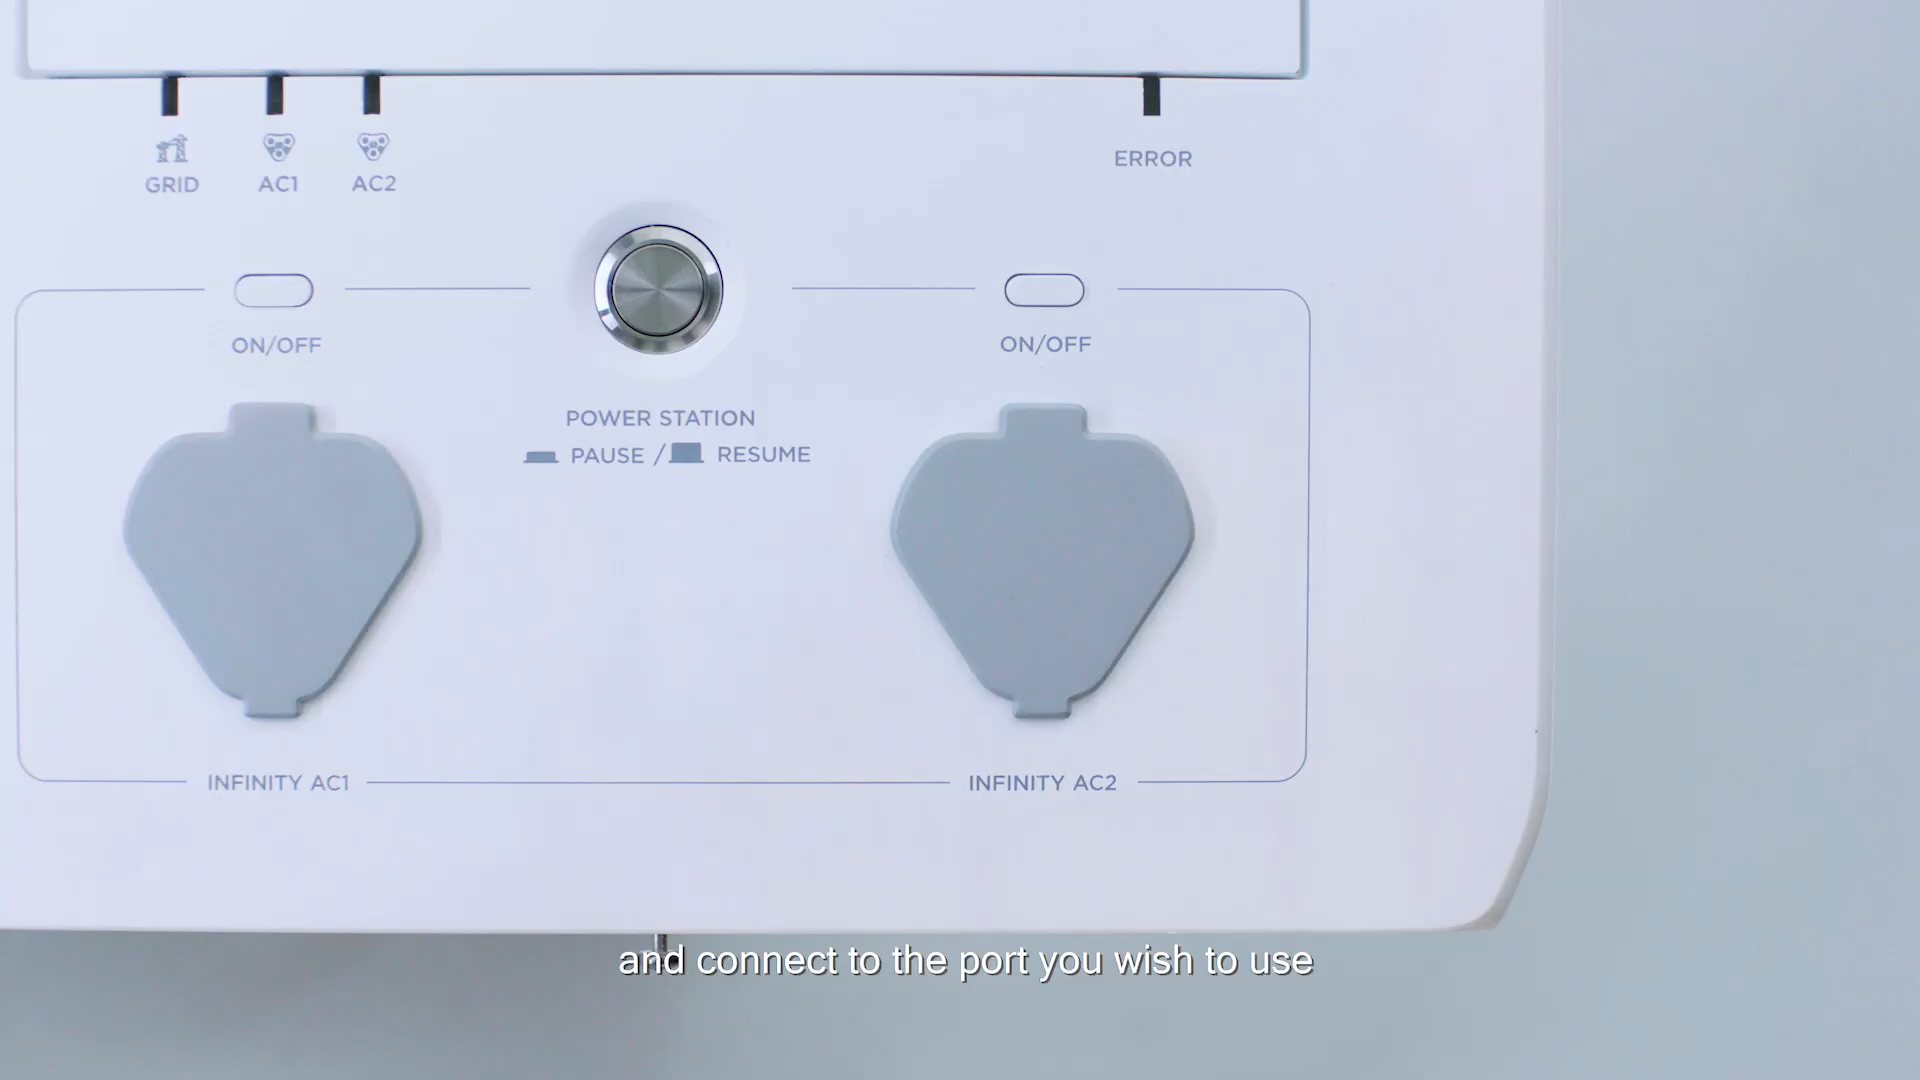 GRID
AC1
AC2
ERROR
ON/OFF
ON/OFF
POWER STATION
PAUSE / RESUME
INFINITY AC1
INFINITY AC2
and connect to the port you wish to use